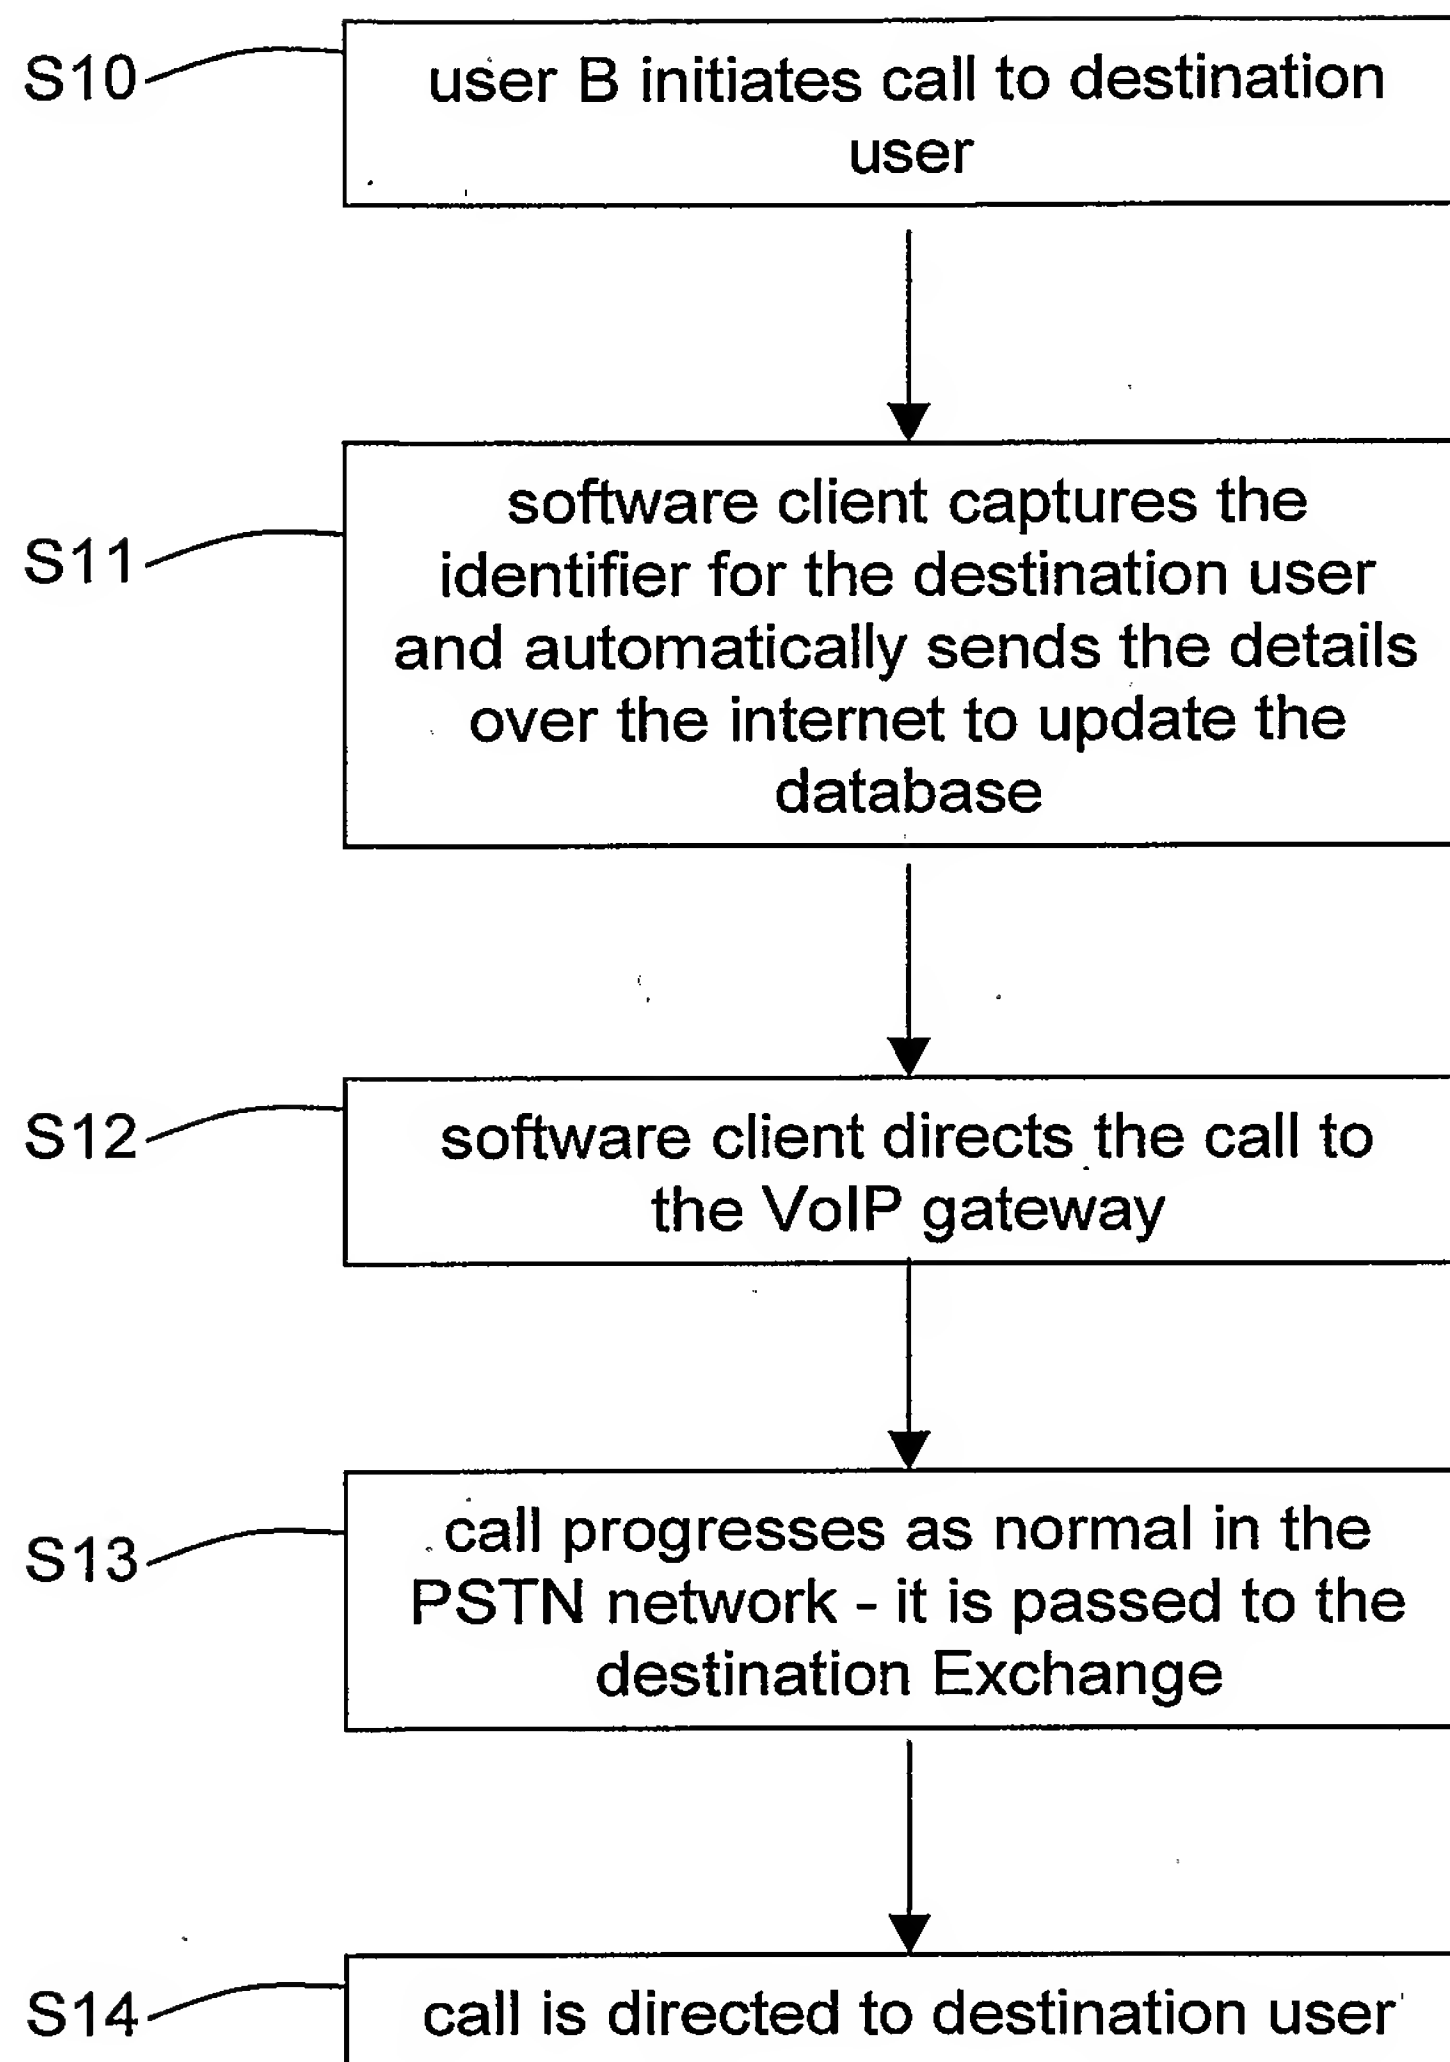 S10
user B initiates call to destination
user
S11
software client captures the
identifier for the destination user
and automatically sends the details
over the internet to update the
database
S12
software client directs the call to
the VoIP gateway
S13
call progresses as normal in the
PSTN network - it is passed to the
destination Exchange
S14
call is directed to destination user